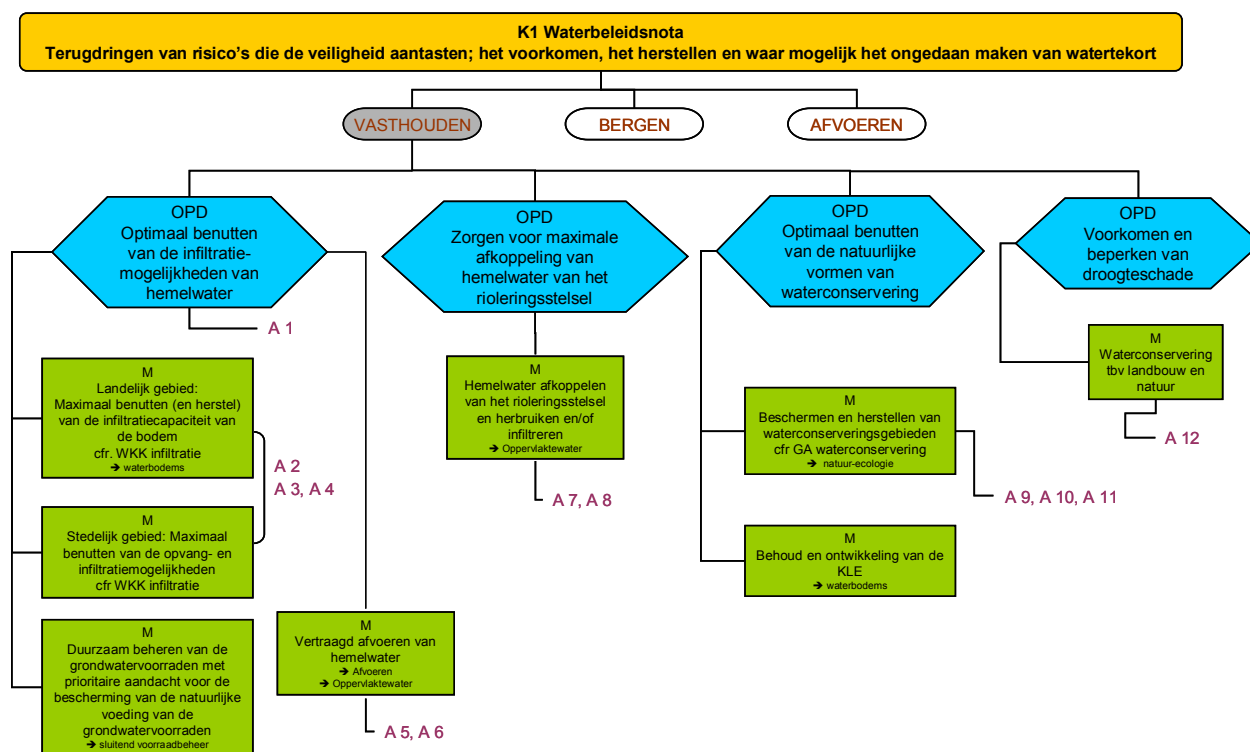 K1 Waterbeleidsnota
Terugdringen van risico's die de veiligheid aantasten; het voorkomen, het herstellen en waar mogelijk het ongedaan maken van watertekort
VASTHOUDEN
BERGEN
AFVOEREN
OPD
Optimaal benutten
van de infiltratie-
mogelijkheden van
hemelwater
OPD
Zorgen voor maximale
afkoppeling van
hemelwater van het
rioleringsstelsel
OPD
Optimaal benutten
van de natuurlijke
vormen van
waterconservering
OPD
Voorkomen en
beperken van
droogteschade
A 1
M
Landelijk gebied:
Maximaal benutten (en herstel)
van de infiltratiecapaciteit van
de bodem
cfr. WKK infiltratie
➔ waterbodems
A 2
A 3, A 4
M
Stedelijk gebied: Maximaal
benutten van de opvang- en
infiltratiemogelijkheden
cfr WKK infiltratie
M
Duurzaam beheren van de
grondwatervoorraden met
prioritaire aandacht voor de
bescherming van de natuurlijke
voeding van de
grondwatervoorraden
➔ sluitend voorraadbeheer
M
Vertraagd afvoeren van
hemelwater
➔ Afvoeren
➔ Oppervlaktewater
A 5, A 6
M
Hemelwater afkoppelen
van het rioleringsstelsel
en herbruiken en/of
infiltreren
➔ Oppervlaktewater
A 7, A 8
M
Beschermen en herstellen van
waterconserveringsgebieden
cfr GA waterconservering
➔ natuur-ecologie
A 9, A 10, A 11
M
Behoud en ontwikkeling van de
KLE
➔ waterbodems
M
Waterconservering
tbv landbouw en
natuur
A 12